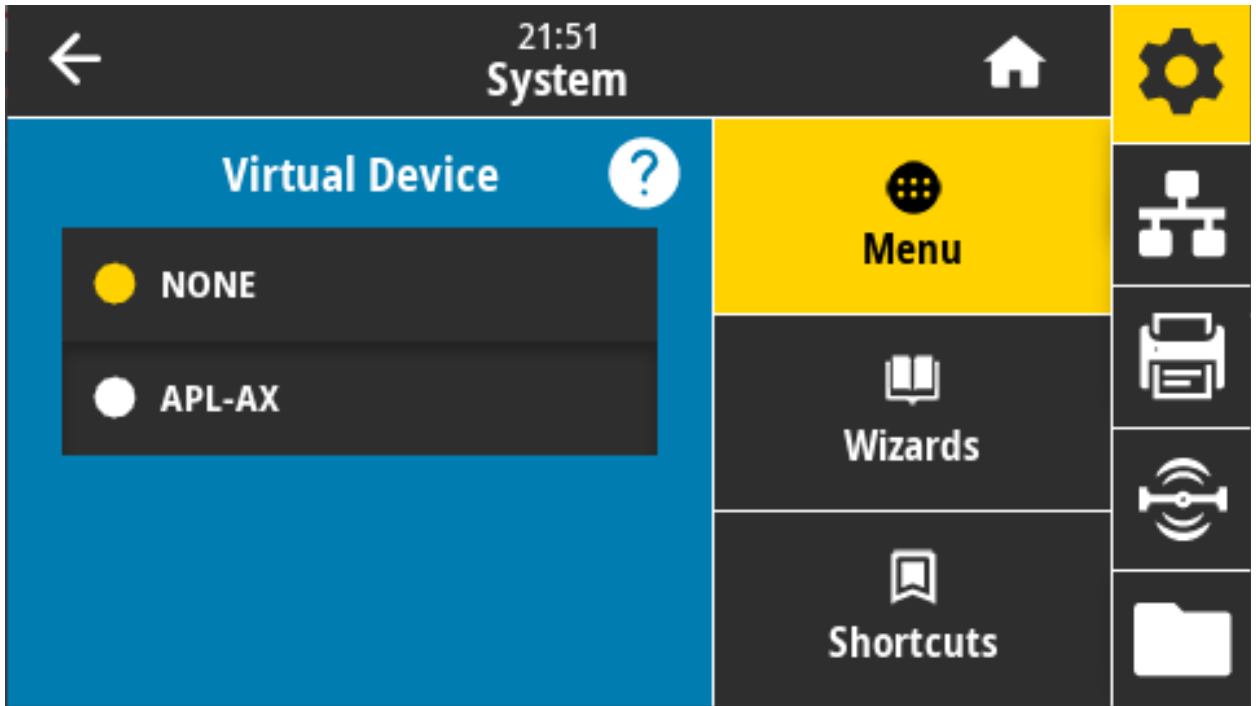 21:51
System
Virtual Device
?
NONE
APL-AX
Menu
Wizards
Shortcuts